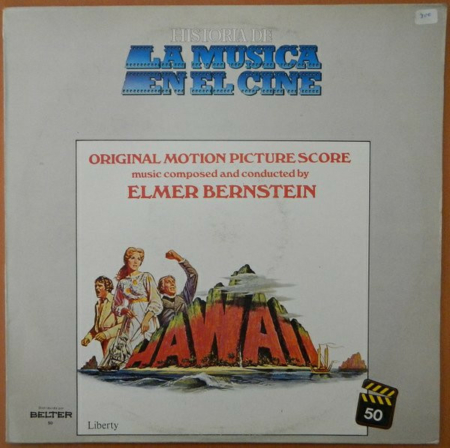 HISTORIA DE
LA MUSICA
EN EL CINE
ORIGINAL MOTION PICTURE SCORE
music composed and conducted by
ELMER BERNSTEIN
HAWAII
BELTER
50
Liberty